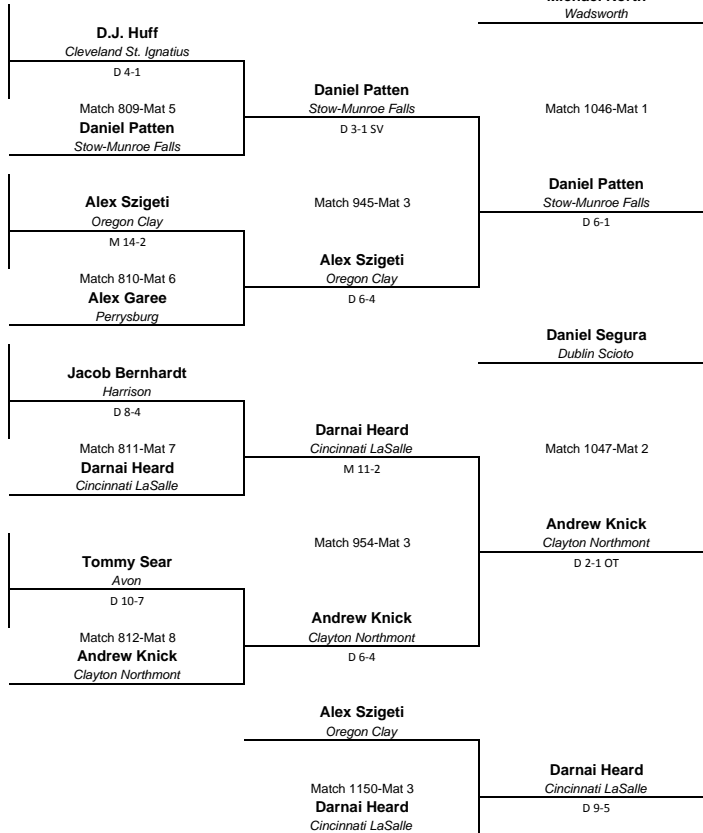 Wadsworth
D.J. Huff
Cleveland St. Ignatius
D 4-1
Match 809-Mat 5
Daniel Patten
Stow-Munroe Falls
Daniel Patten
Stow-Munroe Falls
D 3-1 SV
Match 1046-Mat 1
Alex Szigeti
Oregon Clay
M 14-2
Match 810-Mat 6
Alex Garee
Perrysburg
Match 945-Mat 3
Alex Szigeti
Oregon Clay
D 6-4
Daniel Patten
Stow-Munroe Falls
D 6-1
Daniel Segura
Dublin Scioto
Jacob Bernhardt
Harrison
D 8-4
Match 811-Mat 7
Darnai Heard
Cincinnati LaSalle
Darnai Heard
Cincinnati LaSalle
M 11-2
Match 1047-Mat 2
Tommy Sear
Avon
D 10-7
Match 812-Mat 8
Andrew Knick
Clayton Northmont
Match 954-Mat 3
Andrew Knick
Clayton Northmont
D 6-4
Andrew Knick
Clayton Northmont
D 2-1 OT
Alex Szigeti
Oregon Clay
Match 1150-Mat 3
Darnai Heard
Cincinnati LaSalle
Darnai Heard
Cincinnati LaSalle
D 9-5